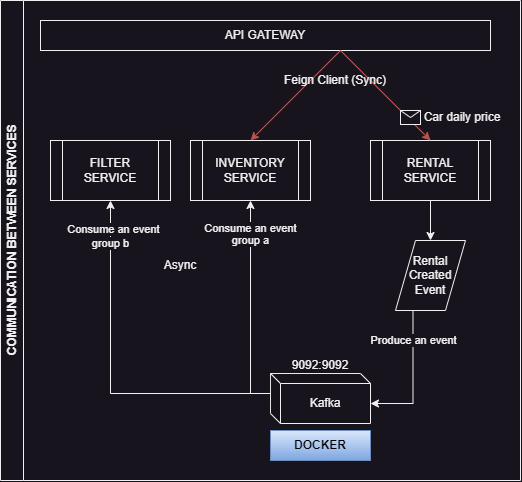 COMMUNICATION BETWEEN SERVICES
API GATEWAY
Feign Client (Sync)
Car daily price
FILTER
SERVICE
INVENTORY
SERVICE
RENTAL
SERVICE
Consume an event
group b
Consume an event
group a
Async
Rental
Created
Event
Produce an event
9092:9092
Kafka
DOCKER